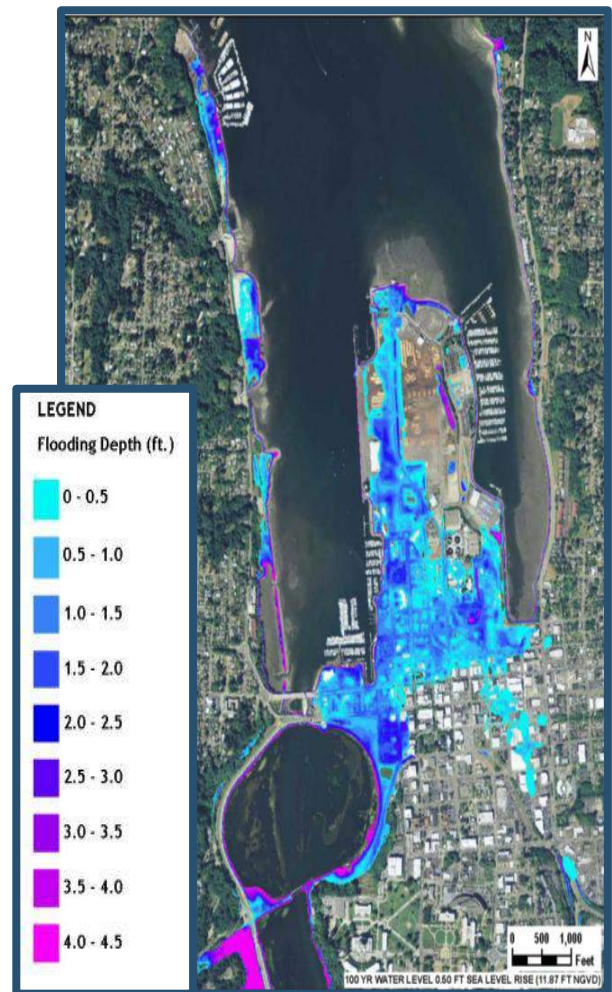 N
LEGEND
Flooding Depth (ft.)
0 - 0.5
0.5 - 1.0
1.0 - 1.5
1.5 - 2.0
2.0 - 2.5
2.5 - 3.0
3.0 - 3.5
3.5 - 4.0
4.0 - 4.5
0 500 1,000
Feet
100 YR WATER LEVEL 0.50 FT SEA LEVEL RISE (11.87 FT NGVD)